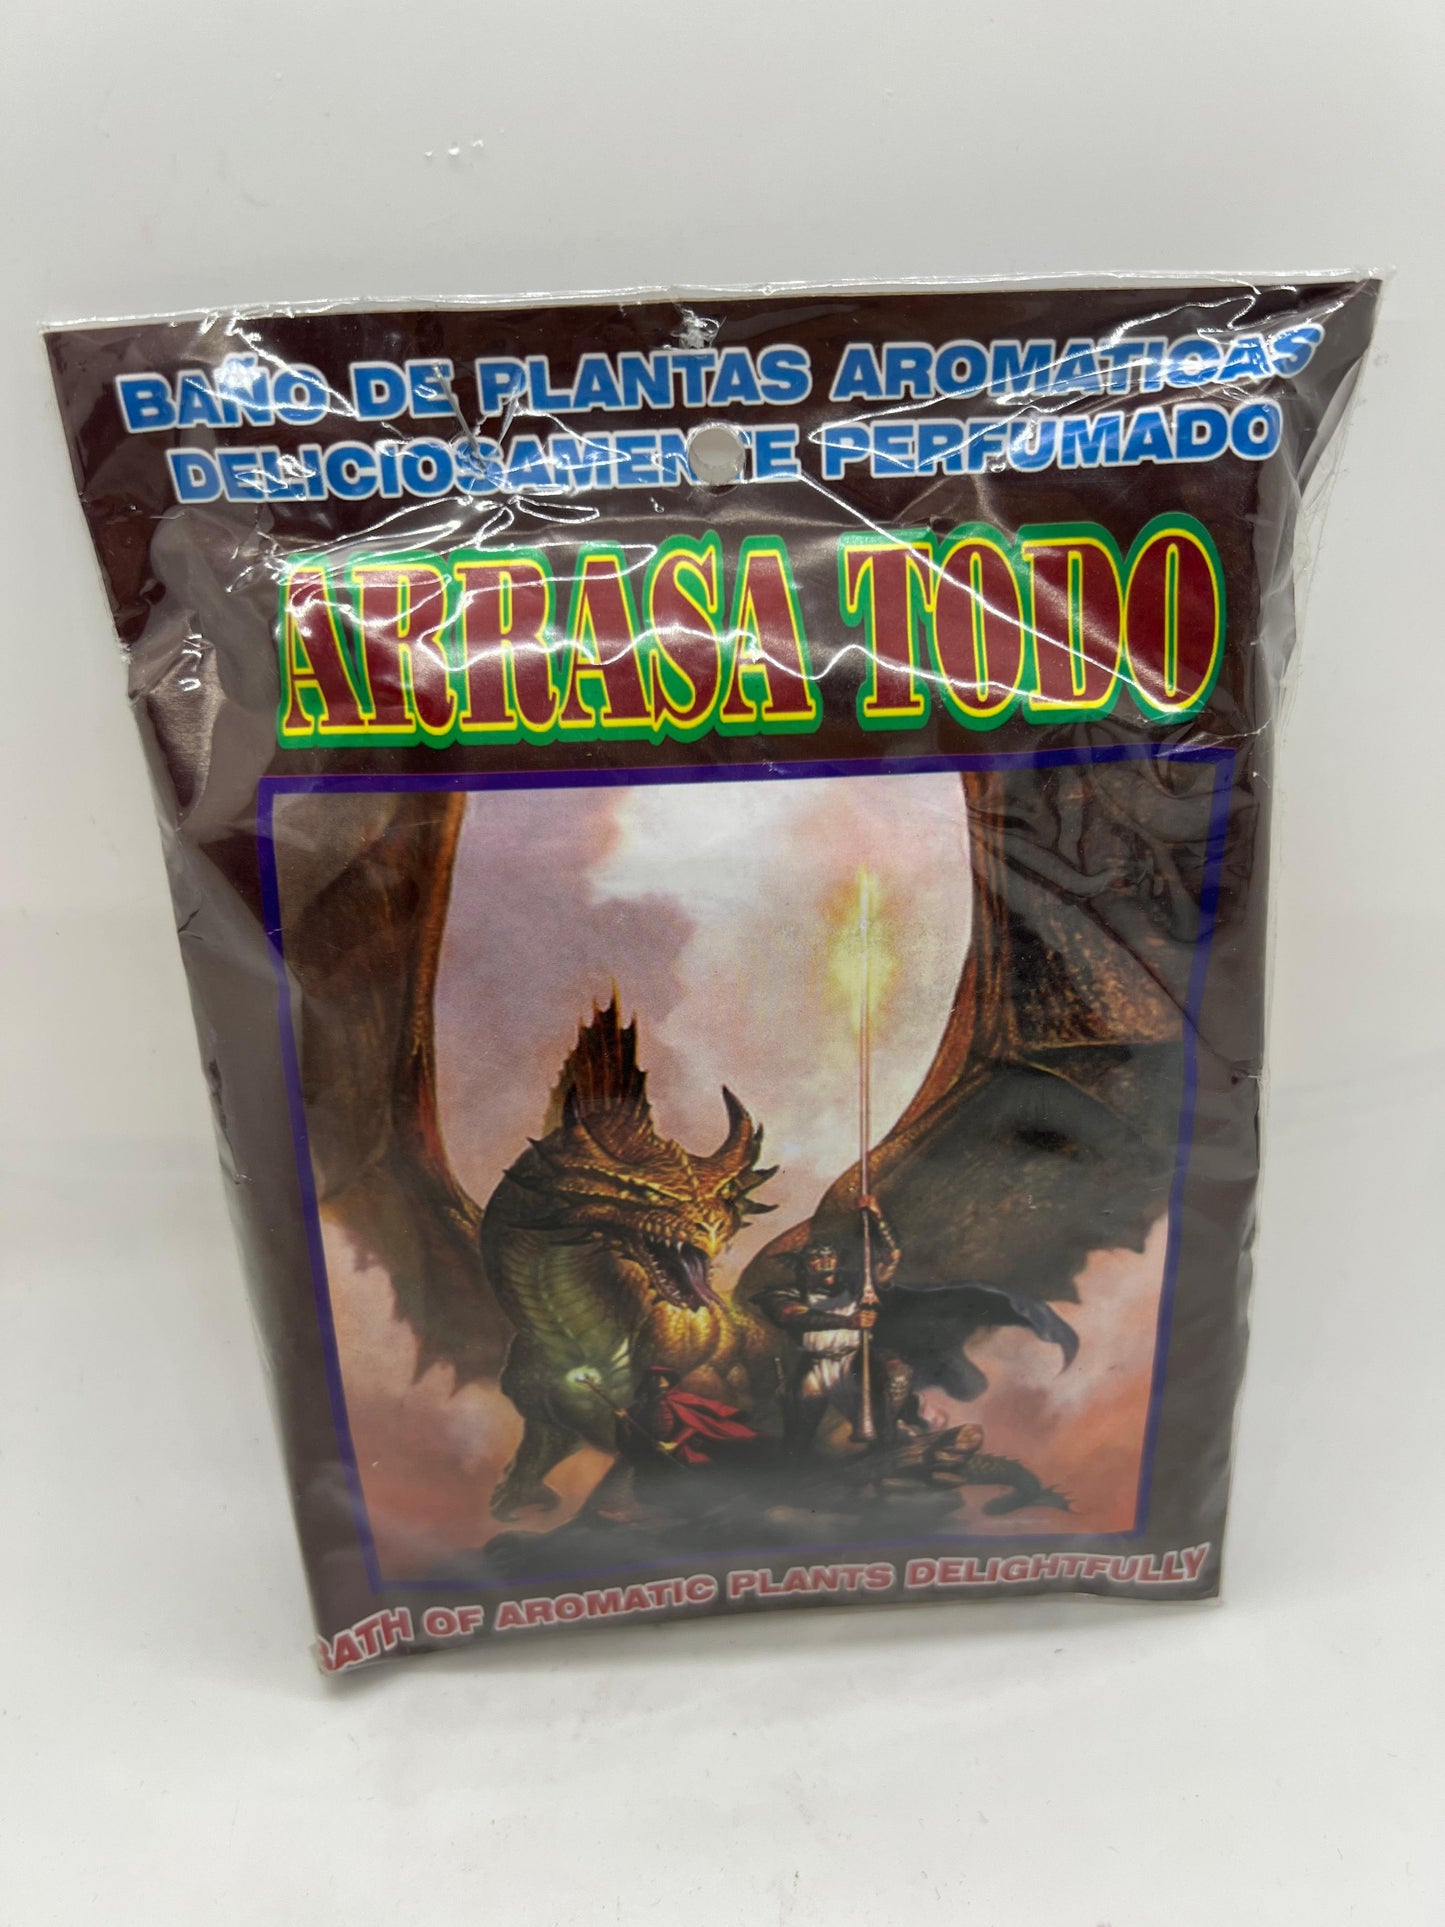 BAÑO DE PLANTAS AROMATICAS
DELICIOSAMENTE PERFUMADO
ARRASA TODO
BATH OF AROMATIC PLANTS DELIGHTFULLY